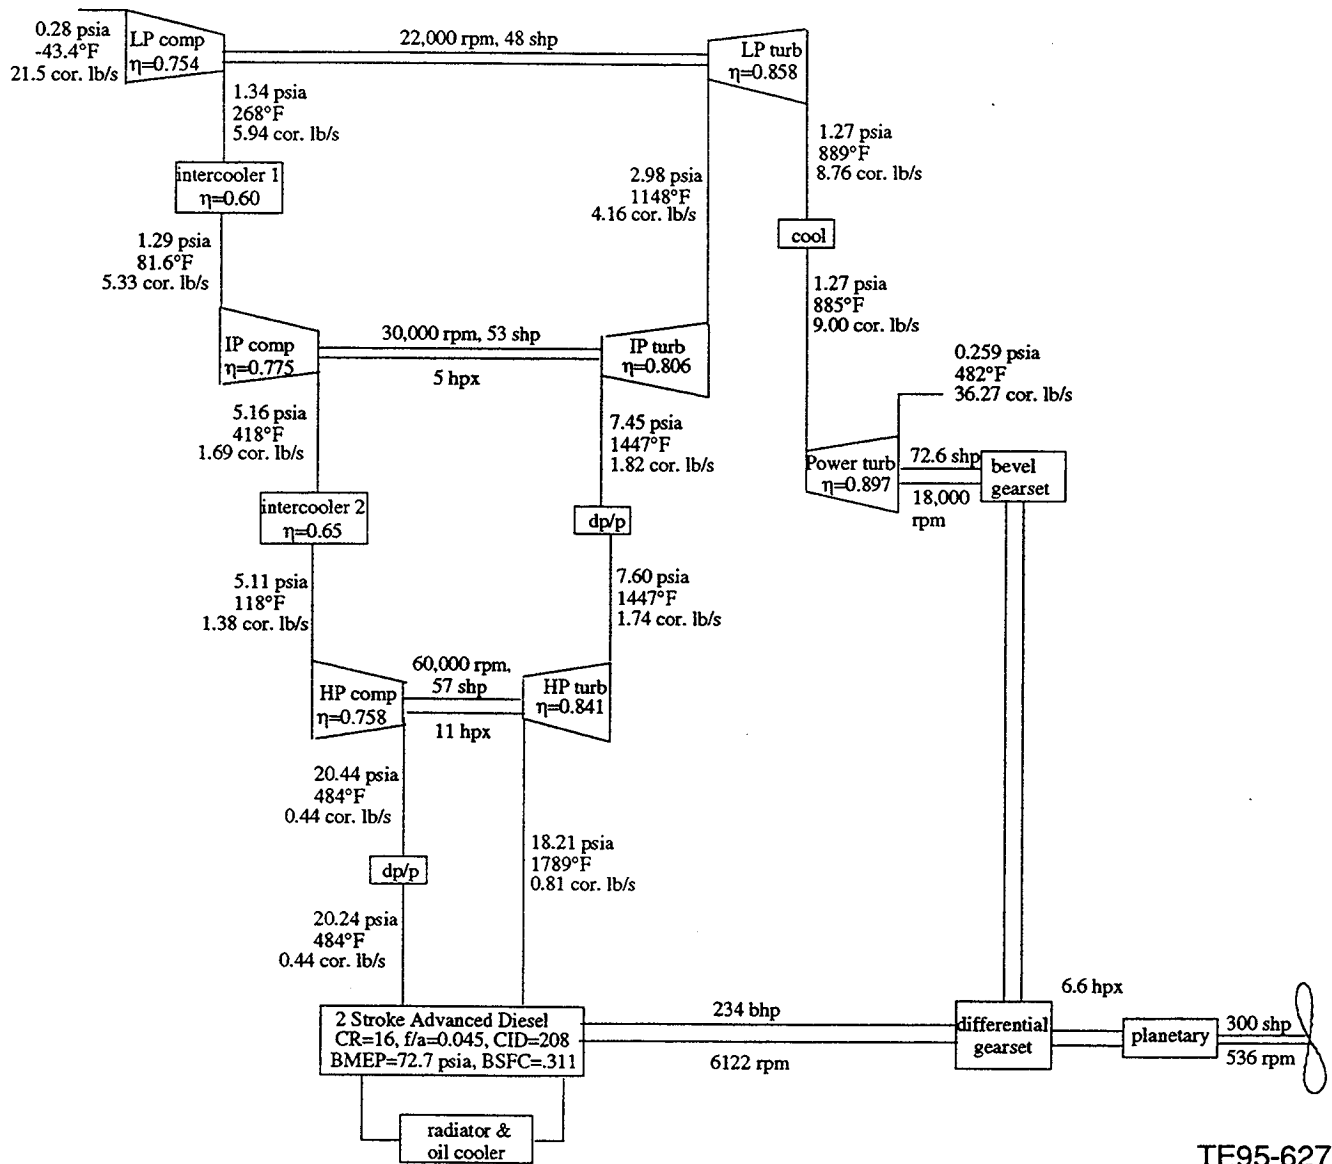 0.28 psia
-43.4°F
21.5 cor. lb/s
LP comp
η=0.754
22,000 rpm, 48 shp
LP turb
η=0.858
1.34 psia
268°F
5.94 cor. lb/s
intercooler 1
η=0.60
1.29 psia
81.6°F
5.33 cor. lb/s
2.98 psia
1148°F
4.16 cor. lb/s
1.27 psia
889°F
8.76 cor. lb/s
cool
1.27 psia
885°F
9.00 cor. lb/s
IP comp
η=0.775
30,000 rpm, 53 shp
5 hpx
IP turb
η=0.806
0.259 psia
482°F
36.27 cor. lb/s
5.16 psia
418°F
1.69 cor. lb/s
7.45 psia
1447°F
1.82 cor. lb/s
Power turb
η=0.897
72.6 shp
18,000
rpm
bevel
gearset
intercooler 2
η=0.65
dp/p
5.11 psia
118°F
1.38 cor. lb/s
7.60 psia
1447°F
1.74 cor. lb/s
HP comp
η=0.758
60,000 rpm,
57 shp
11 hpx
HP turb
η=0.841
20.44 psia
484°F
0.44 cor. lb/s
dp/p
18.21 psia
1789°F
0.81 cor. lb/s
20.24 psia
484°F
0.44 cor. lb/s
2 Stroke Advanced Diesel
CR=16, f/a=0.045, CID=208
BMEP=72.7 psia, BSFC=.311
234 bhp
6122 rpm
differential
gearset
6.6 hpx
planetary
300 shp
536 rpm
radiator &
oil cooler
TE95-627